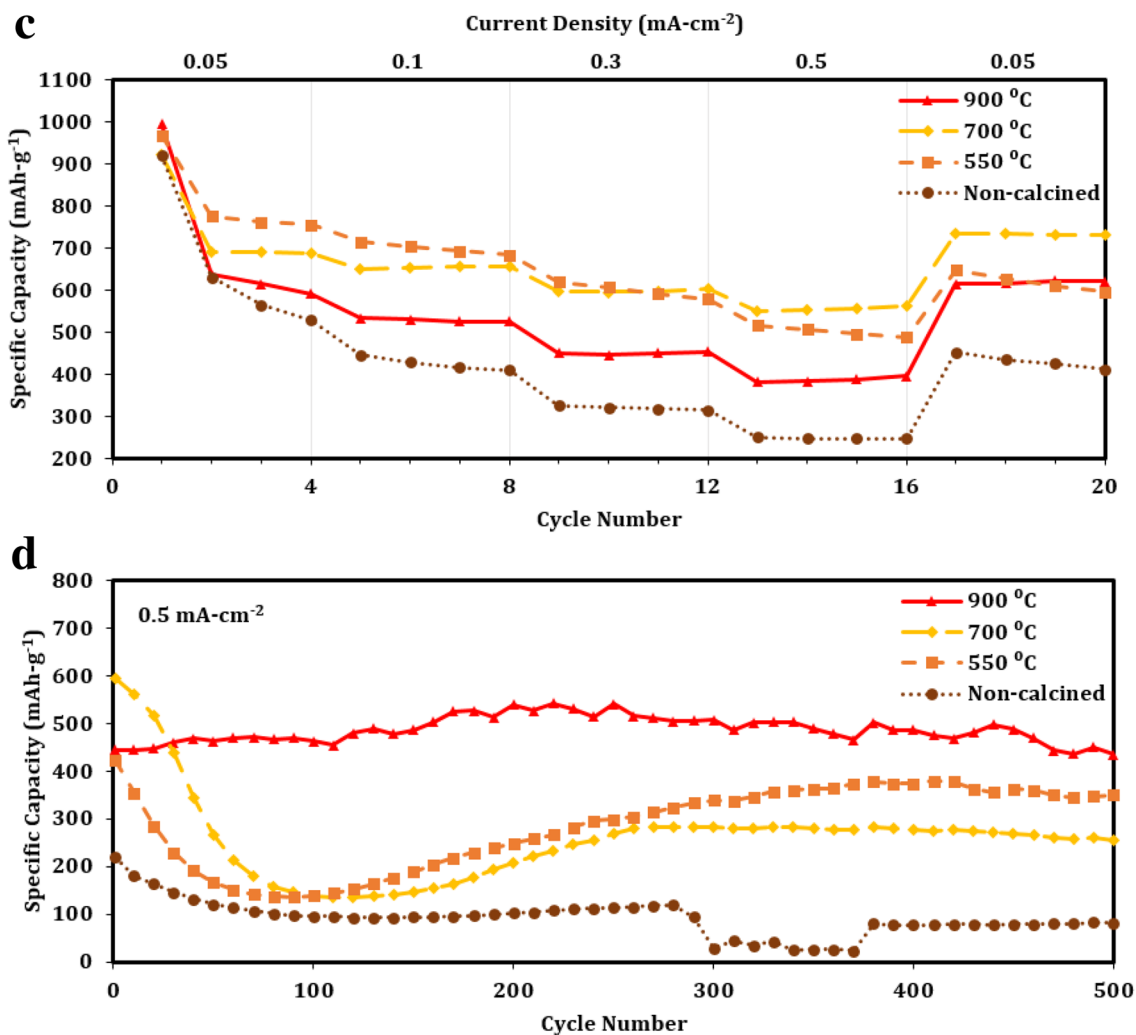 c
Current Density (mA-cm⁻²)
0.05 0.1 0.3 0.5 0.05
Specific Capacity (mAh-g⁻¹)
1100
1000
900
800
700
600
500
400
300
200
900 ⁰C
700 ⁰C
550 ⁰C
Non-calcined
0 4 8 12 16 20
Cycle Number
d
Specific Capacity (mAh-g⁻¹)
800
700
600
500
400
300
200
100
0
0.5 mA-cm⁻²
900 ⁰C
700 ⁰C
550 ⁰C
Non-calcined
0 100 200 300 400 500
Cycle Number